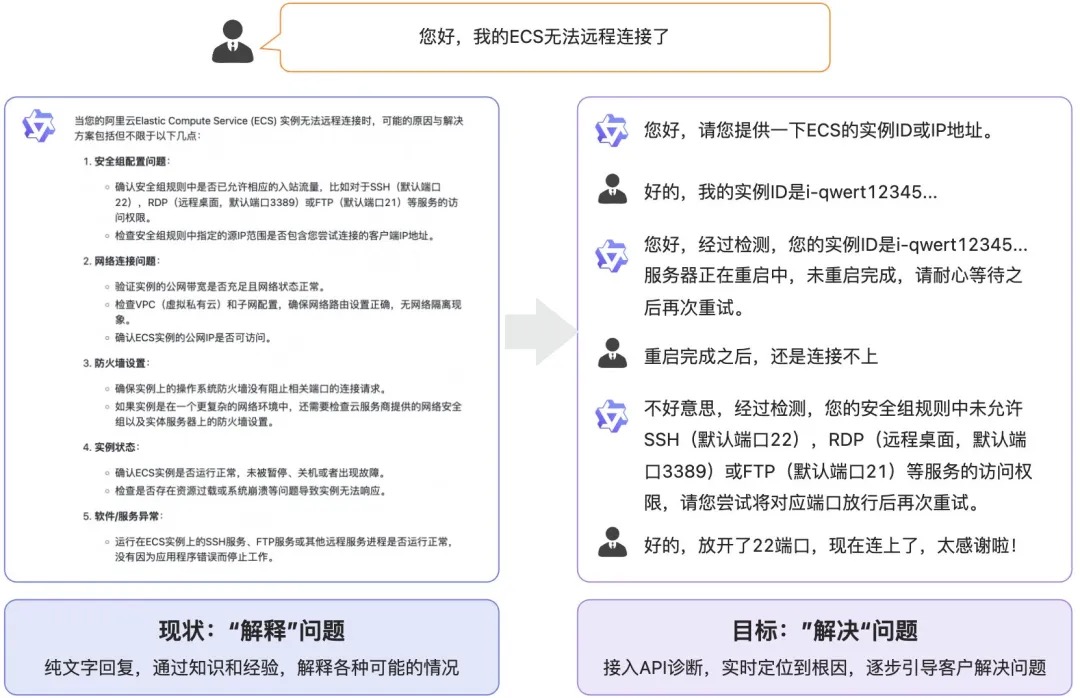 您好，我的ECS无法远程连接了
当您的阿里云Elastic Compute Service (ECS) 实例无法远程连接时，可能的原因与解决
方案包括但不限于以下几点：
1. 安全组配置问题：
◦ 确认安全组规则中是否已允许相应的入站流量，比如对于SSH（默认端口
22），RDP（远程桌面，默认端口3389）或FTP（默认端口21）等服务的访
问权限。
◦ 检查安全组规则中指定的源IP范围是否包含您尝试连接的客户端IP地址。
2. 网络连接问题：
◦ 验证实例的公网带宽是否充足且网络状态正常。
◦ 检查VPC（虚拟私有云）和子网配置，确保网络路由设置正确，无网络隔离现
象。
◦ 确认ECS实例的公网IP是否可访问。
3. 防火墙设置：
◦ 确保实例上的操作系统防火墙没有阻止相关端口的连接请求。
◦ 如果实例是在一个更复杂的网络环境中，还需要检查云服务商提供的网络安全
组以及实体服务器上的防火墙设置。
4. 实例状态：
◦ 确认ECS实例是否运行正常，未被暂停、关机或者出现故障。
◦ 检查是否存在资源过载或系统崩溃等问题导致实例无法响应。
5. 软件/服务异常：
◦ 运行在ECS实例上的SSH服务、FTP服务或其他远程服务进程是否运行正常，
没有因为应用程序错误而停止工作。
现状：“解释”问题
纯文字回复，通过知识和经验，解释各种可能的情况
您好，请您提供一下ECS的实例ID或IP地址。
好的，我的实例ID是i-qwert12345...
您好，经过检测，您的实例ID是i-qwert12345...
服务器正在重启中，未重启完成，请耐心等待之
后再次重试。
重启完成之后，还是连接不上
不好意思，经过检测，您的安全组规则中未允许
SSH（默认端口22），RDP（远程桌面，默认端
口3389）或FTP（默认端口21）等服务的访问权
限，请您尝试将对应端口放行后再次重试。
好的，放开了22端口，现在连上了，太感谢啦！
目标：”解决“问题
接入API诊断，实时定位到根因，逐步引导客户解决问题